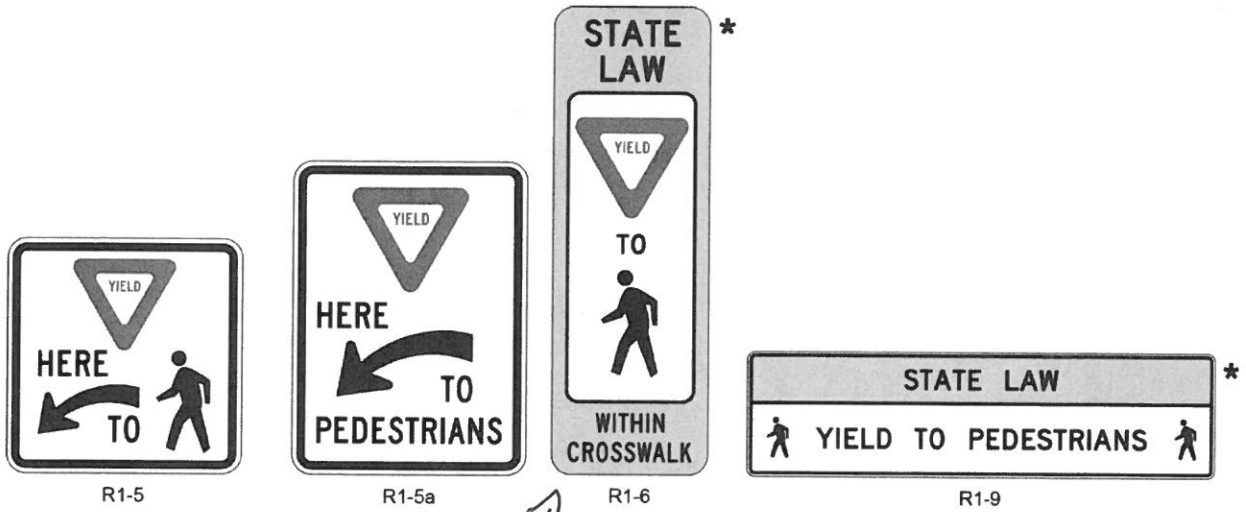 YIELD
HERE
TO
R1-5
YIELD
HERE
TO
PEDESTRIANS
R1-5a
STATE
LAW
*
YIELD
TO
WITHIN
CROSSWALK
R1-6
STATE LAW
*
YIELD TO PEDESTRIANS
R1-9